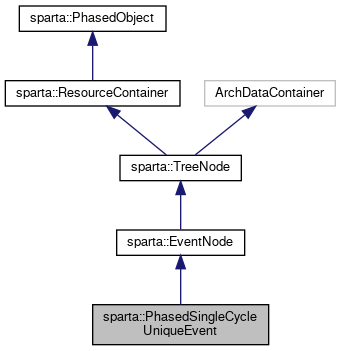 sparta::PhasedObject
sparta::ResourceContainer
ArchDataContainer
sparta::TreeNode
sparta::EventNode
sparta::PhasedSingleCycle
UniqueEvent